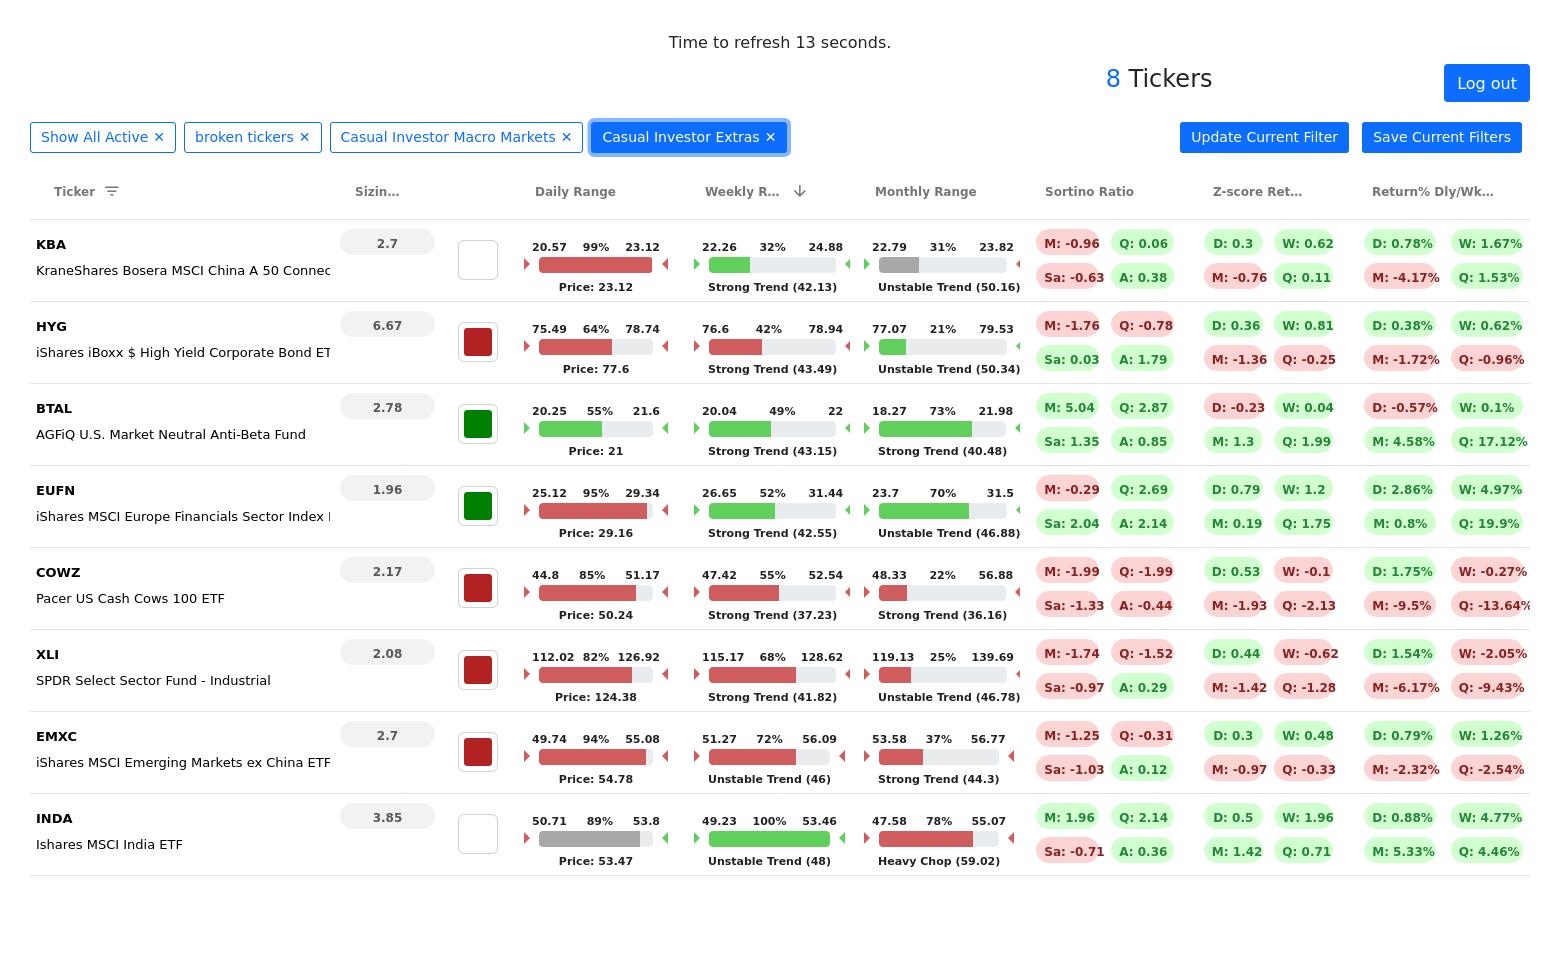 Time to refresh 13 seconds.
8 Tickers
Log out
Show All Active ✕ broken tickers ✕ Casual Investor Macro Markets ✕ Casual Investor Extras ✕ Update Current Filter Save Current Filters
Ticker Sizin… Daily Range Weekly R… Monthly Range Sortino Ratio Z-score Ret… Return% Dly/Wk…
KBA 2.7 20.57 99% 23.12 22.26 32% 24.88 22.79 31% 23.82 M: -0.96 Q: 0.06 D: 0.3 W: 0.62 D: 0.78% W: 1.67%
KraneShares Bosera MSCI China A 50 Connec Price: 23.12 Strong Trend (42.13) Unstable Trend (50.16) Sa: -0.63 A: 0.38 M: -0.76 Q: 0.11 M: -4.17% Q: 1.53%
HYG 6.67 75.49 64% 78.74 76.6 42% 78.94 77.07 21% 79.53 M: -1.76 Q: -0.78 D: 0.36 W: 0.81 D: 0.38% W: 0.62%
iShares iBoxx $ High Yield Corporate Bond ET Price: 77.6 Strong Trend (43.49) Unstable Trend (50.34) Sa: 0.03 A: 1.79 M: -1.36 Q: -0.25 M: -1.72% Q: -0.96%
BTAL 2.78 20.25 55% 21.6 20.04 49% 22 18.27 73% 21.98 M: 5.04 Q: 2.87 D: -0.23 W: 0.04 D: -0.57% W: 0.1%
AGFiQ U.S. Market Neutral Anti-Beta Fund Price: 21 Strong Trend (43.15) Strong Trend (40.48) Sa: 1.35 A: 0.85 M: 1.3 Q: 1.99 M: 4.58% Q: 17.12%
EUFN 1.96 25.12 95% 29.34 26.65 52% 31.44 23.7 70% 31.5 M: -0.29 Q: 2.69 D: 0.79 W: 1.2 D: 2.86% W: 4.97%
iShares MSCI Europe Financials Sector Index Price: 29.16 Strong Trend (42.55) Unstable Trend (46.88) Sa: 2.04 A: 2.14 M: 0.19 Q: 1.75 M: 0.8% Q: 19.9%
COWZ 2.17 44.8 85% 51.17 47.42 55% 52.54 48.33 22% 56.88 M: -1.99 Q: -1.99 D: 0.53 W: -0.1 D: 1.75% W: -0.27%
Pacer US Cash Cows 100 ETF Price: 50.24 Strong Trend (37.23) Strong Trend (36.16) Sa: -1.33 A: -0.44 M: -1.93 Q: -2.13 M: -9.5% Q: -13.64%
XLI 2.08 112.02 82% 126.92 115.17 68% 128.62 119.13 25% 139.69 M: -1.74 Q: -1.52 D: 0.44 W: -0.62 D: 1.54% W: -2.05%
SPDR Select Sector Fund - Industrial Price: 124.38 Strong Trend (41.82) Unstable Trend (46.78) Sa: -0.97 A: 0.29 M: -1.42 Q: -1.28 M: -6.17% Q: -9.43%
EMXC 2.7 49.74 94% 55.08 51.27 72% 56.09 53.58 37% 56.77 M: -1.25 Q: -0.31 D: 0.3 W: 0.48 D: 0.79% W: 1.26%
iShares MSCI Emerging Markets ex China ETF Price: 54.78 Unstable Trend (46) Strong Trend (44.3) Sa: -1.03 A: 0.12 M: -0.97 Q: -0.33 M: -2.32% Q: -2.54%
INDA 3.85 50.71 89% 53.8 49.23 100% 53.46 47.58 78% 55.07 M: 1.96 Q: 2.14 D: 0.5 W: 1.96 D: 0.88% W: 4.77%
Ishares MSCI India ETF Price: 53.47 Unstable Trend (48) Heavy Chop (59.02) Sa: -0.71 A: 0.36 M: 1.42 Q: 0.71 M: 5.33% Q: 4.46%